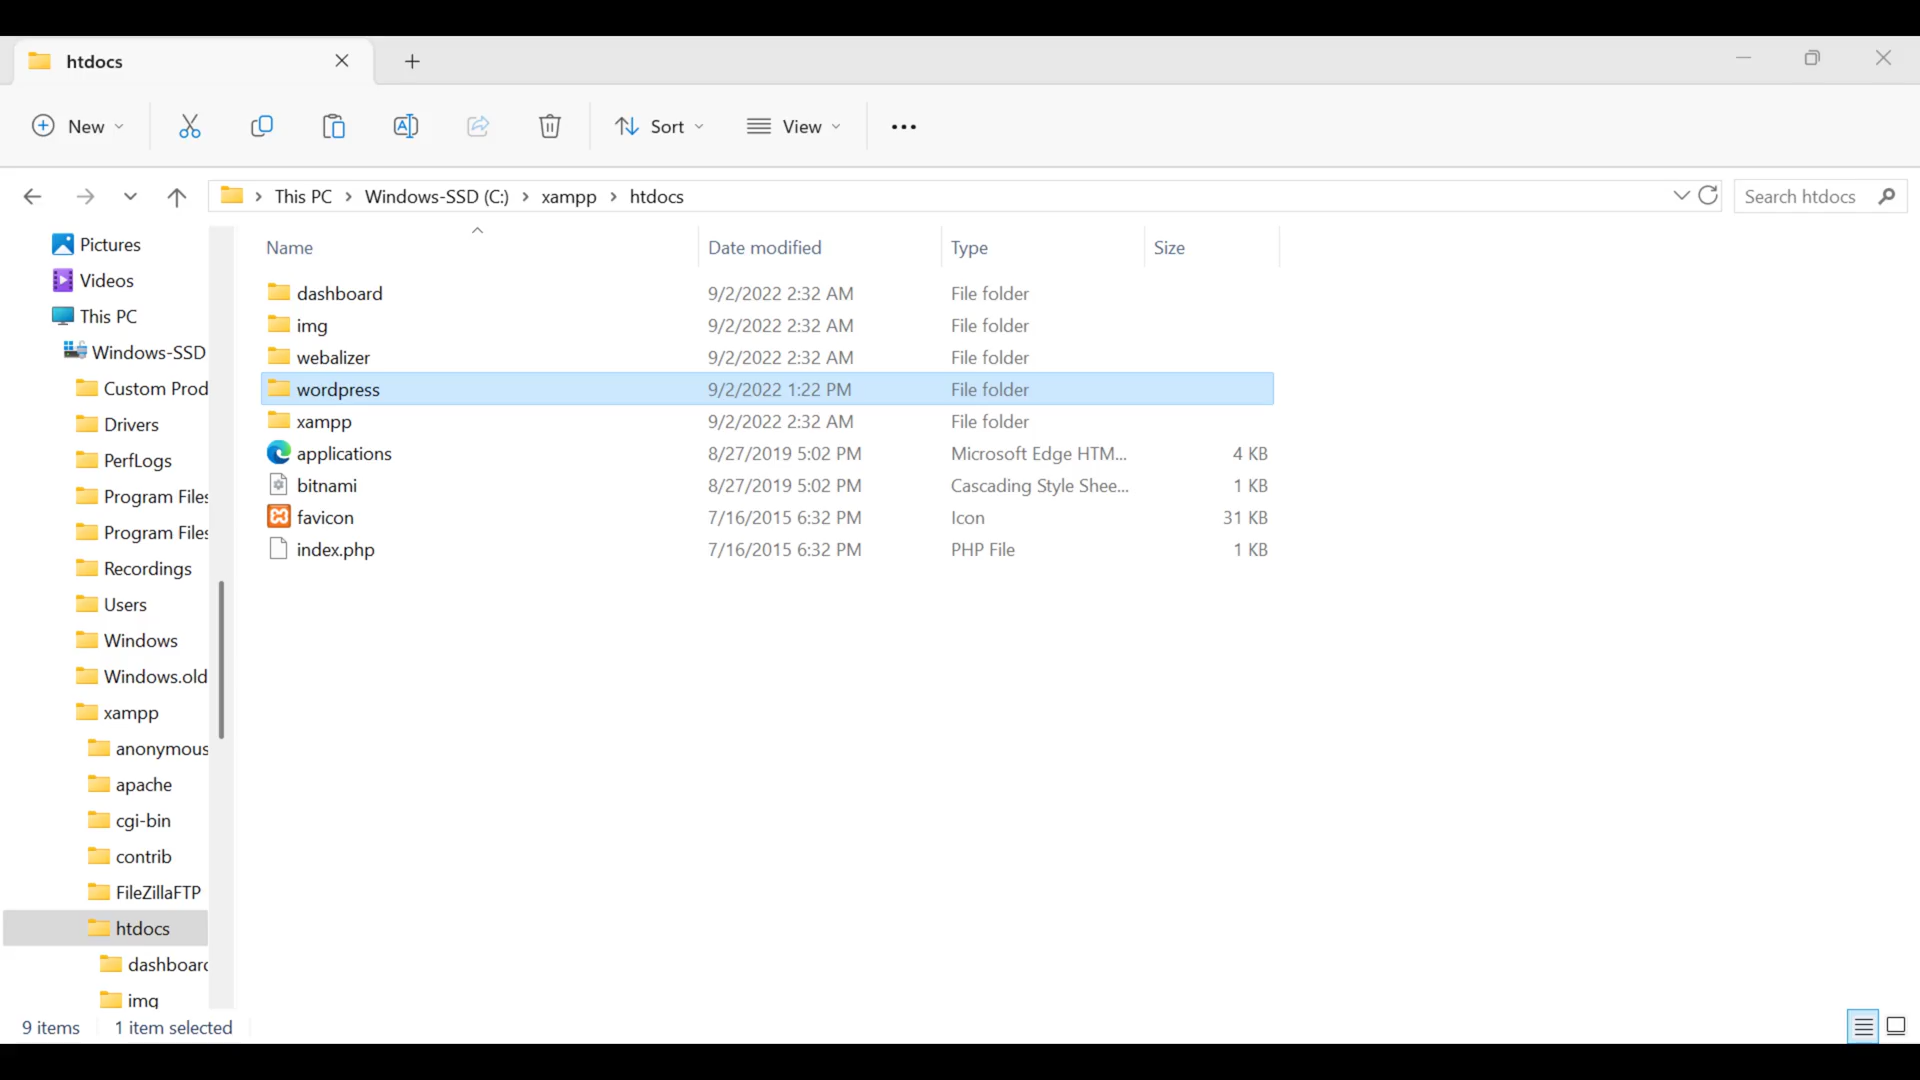 htdocs
New
Sort
View
This PC > Windows-SSD (C:) > xampp > htdocs
Search htdocs
Pictures
Videos
This PC
Windows-SSD
Custom Prod
Drivers
PerfLogs
Program Files
Program Files
Recordings
Users
Windows
Windows.old
xampp
anonymous
apache
cgi-bin
contrib
FileZillaFTP
htdocs
dashboard
img
Name Date modified Type Size
dashboard 9/2/2022 2:32 AM File folder
img 9/2/2022 2:32 AM File folder
webalizer 9/2/2022 2:32 AM File folder
wordpress 9/2/2022 1:22 PM File folder
xampp 9/2/2022 2:32 AM File folder
applications 8/27/2019 5:02 PM Microsoft Edge HTM... 4 KB
bitnami 8/27/2019 5:02 PM Cascading Style Shee... 1 KB
favicon 7/16/2015 6:32 PM Icon 31 KB
index.php 7/16/2015 6:32 PM PHP File 1 KB
9 items 1 item selected